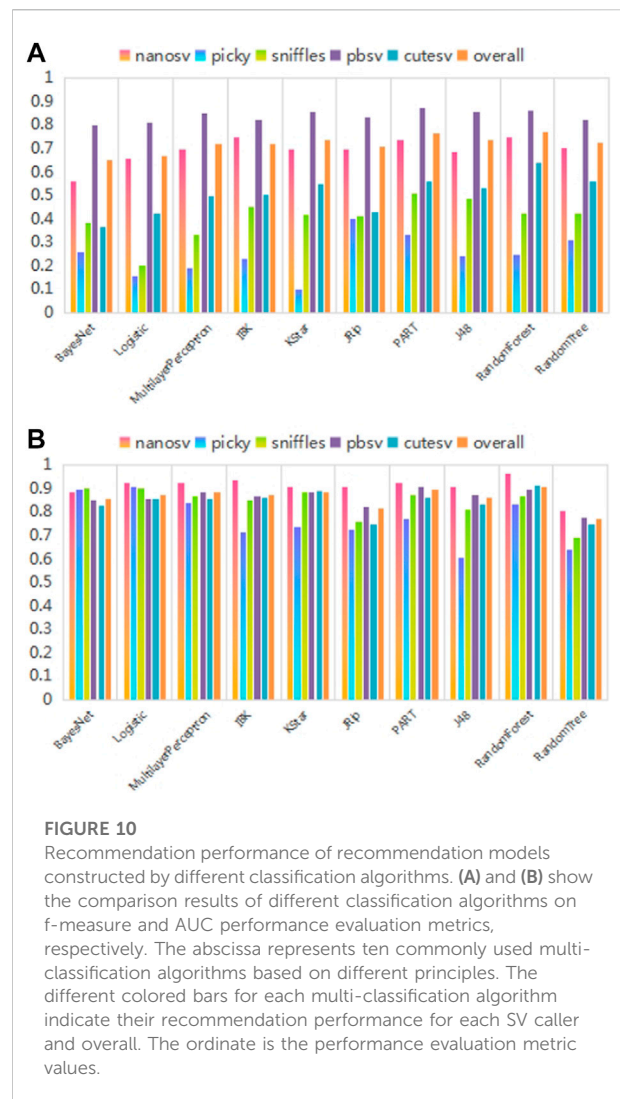 A
nanosv picky sniffles pbsv cutesv overall
1
0.9
0.8
0.7
0.6
0.5
0.4
0.3
0.2
0.1
0
BayesNet Logistic MultilayerPerceptron IBK KStar JRip PART J48 RandomForest RandomTree
B
nanosv picky sniffles pbsv cutesv overall
1
0.9
0.8
0.7
0.6
0.5
0.4
0.3
0.2
0.1
0
BayesNet Logistic MultilayerPerceptron IBK KStar JRip PART J48 RandomForest RandomTree
FIGURE 10
Recommendation performance of recommendation models
constructed by different classification algorithms. (A) and (B) show
the comparison results of different classification algorithms on
f-measure and AUC performance evaluation metrics,
respectively. The abscissa represents ten commonly used multi-
classification algorithms based on different principles. The
different colored bars for each multi-classification algorithm
indicate their recommendation performance for each SV caller
and overall. The ordinate is the performance evaluation metric
values.